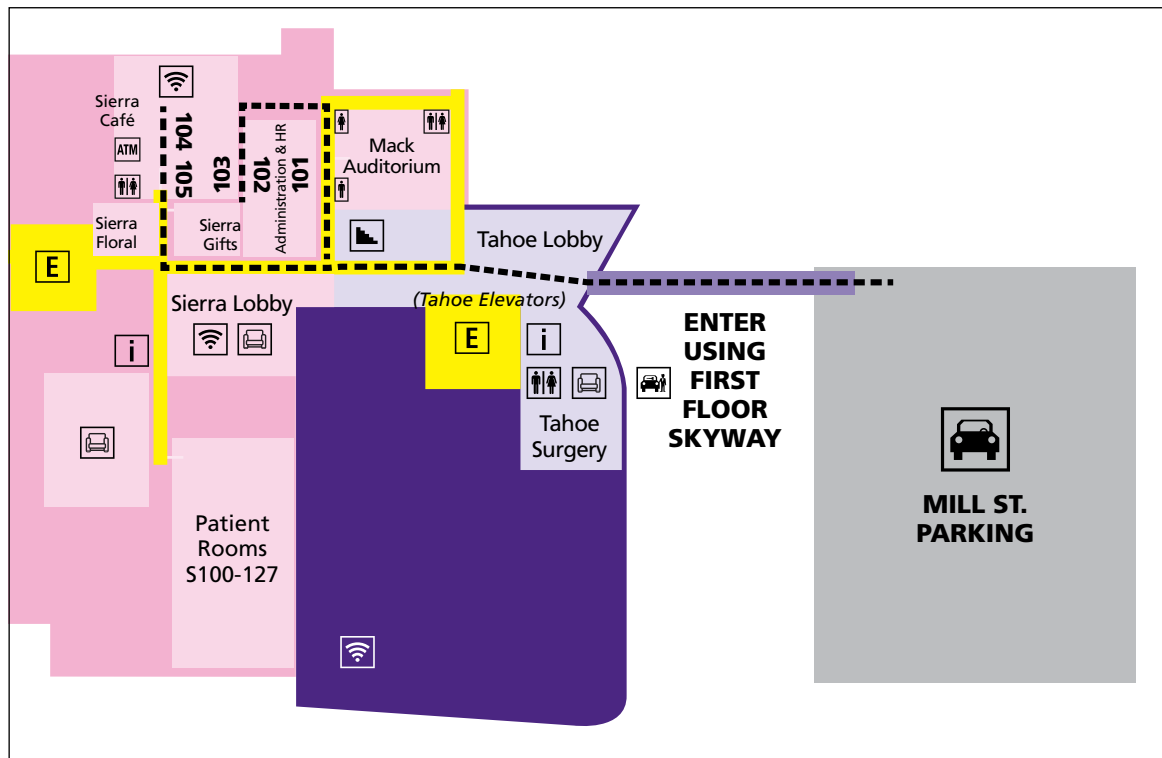 Sierra
Café
ATM
104
105
103
102
101
Administration & HR
Mack
Auditorium
Sierra
Floral
Sierra
Gifts
E
Tahoe Lobby
Sierra Lobby
(Tahoe Elevators)
E
i
i
ENTER
USING
FIRST
FLOOR
SKYWAY
Tahoe
Surgery
Patient
Rooms
S100-127
MILL ST.
PARKING